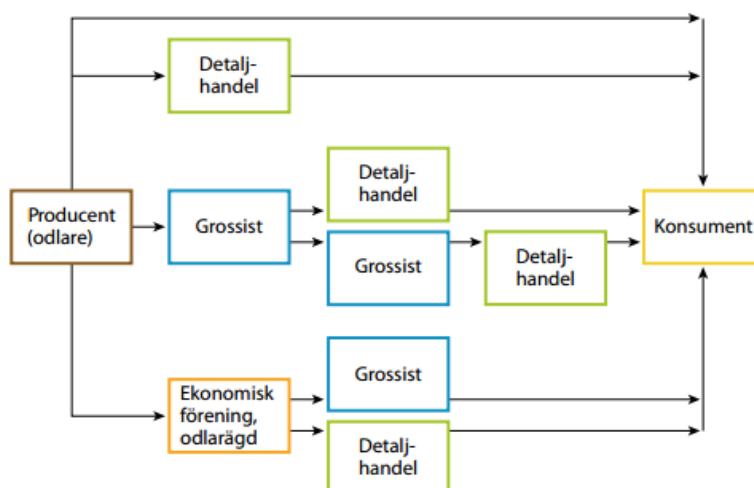 Detalj-
handel
Detalj-
handel
Producent
(odlare)
Grossist
Konsument
Grossist
Detalj-
handel
Grossist
Ekonomisk
förening,
odlarägd
Detalj-
handel